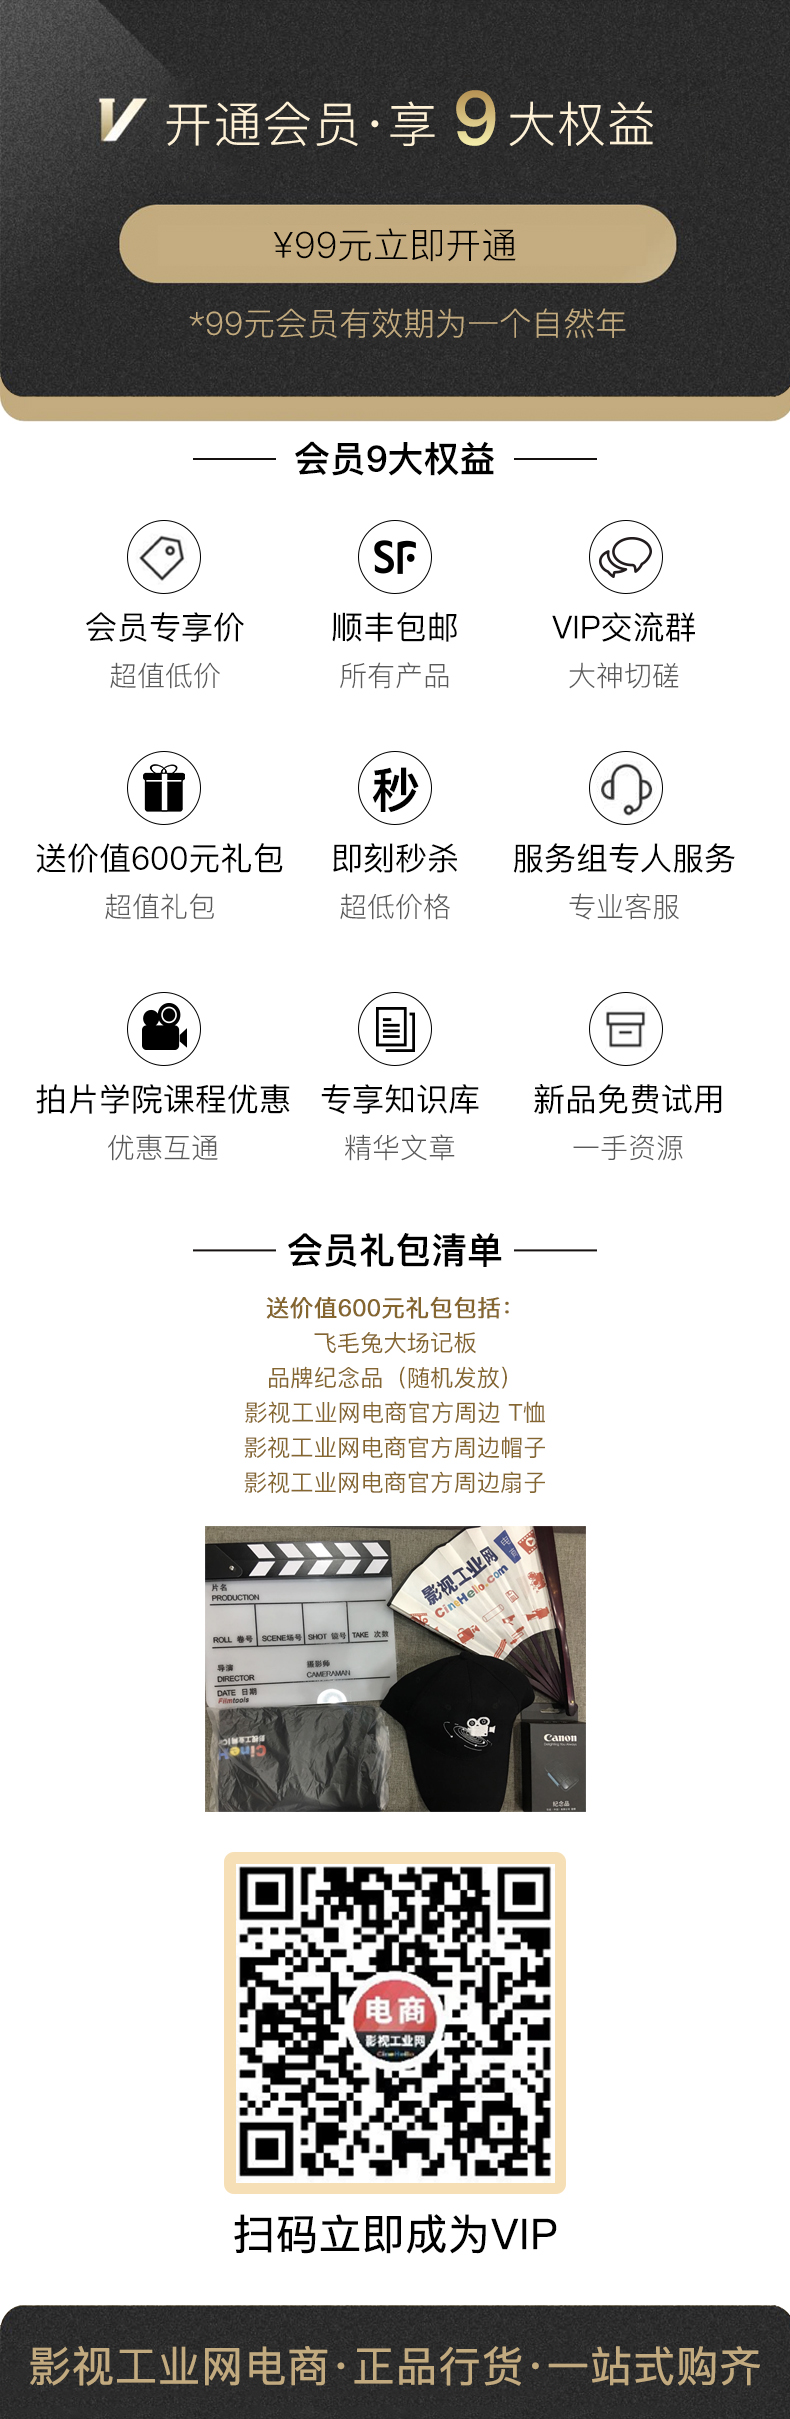 V 开通会员·享9大权益
¥99元立即开通
*99元会员有效期为一个自然年
会员9大权益
SF
会员专享价 顺丰包邮 VIP交流群
超值低价 所有产品 大神切磋
秒
送价值600元礼包 即刻秒杀 服务组专人服务
超值礼包 超低价格 专业客服
拍片学院课程优惠 专享知识库 新品免费试用
优惠互通 精华文章 一手资源
会员礼包清单
送价值600元礼包包括：
飞毛兔大场记板
品牌纪念品（随机发放）
影视工业网电商官方周边 T恤
影视工业网电商官方周边帽子
影视工业网电商官方周边扇子
片名
PRODUCTION
ROLL 卷号 SCENE场号 SHOT 镜号 TAKE 次数
导演 摄影师
DIRECTOR CAMERAMAN
DATE 日期
Filmtools
影视工业网
CineHello.Com
电商
Canon
Delighting You Always
纪念品
电商
影视工业网
CineHello
扫码立即成为VIP
影视工业网电商·正品行货·一站式购齐